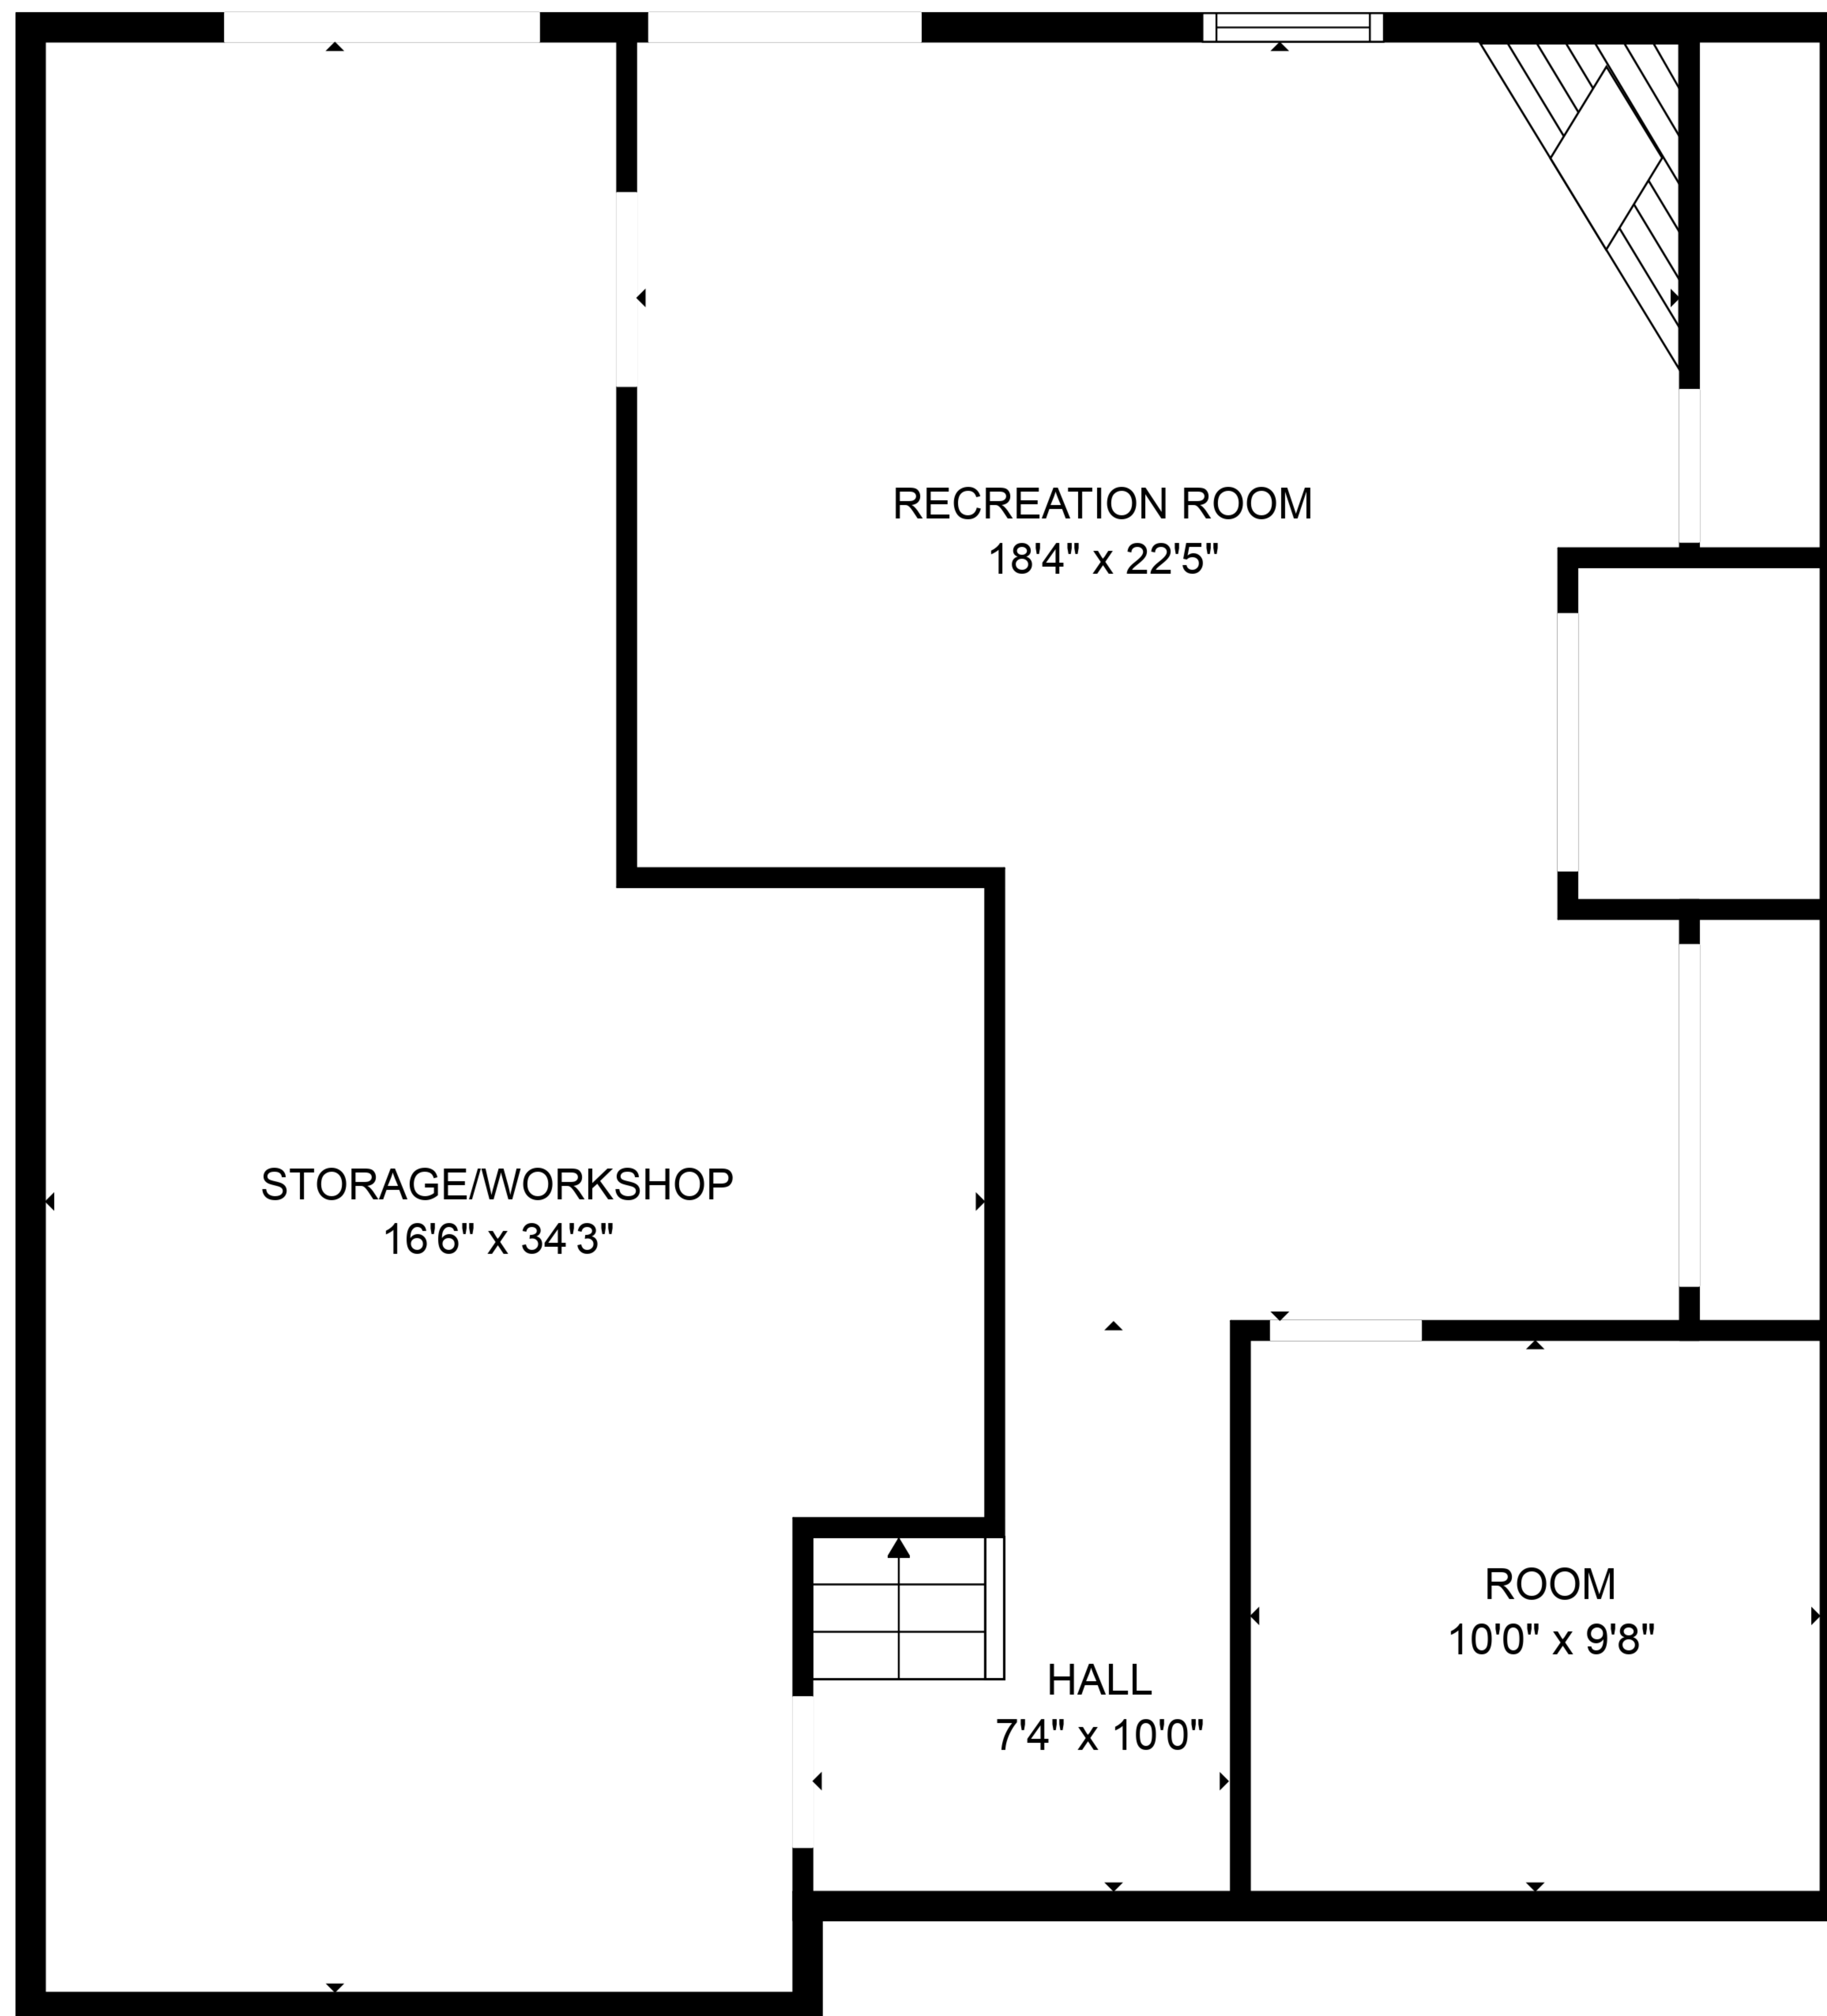 RECREATION ROOM
18'4" x 22'5"
STORAGE/WORKSHOP
16'6" x 34'3"
ROOM
10'0" x 9'8"
HALL
7'4" x 10'0"